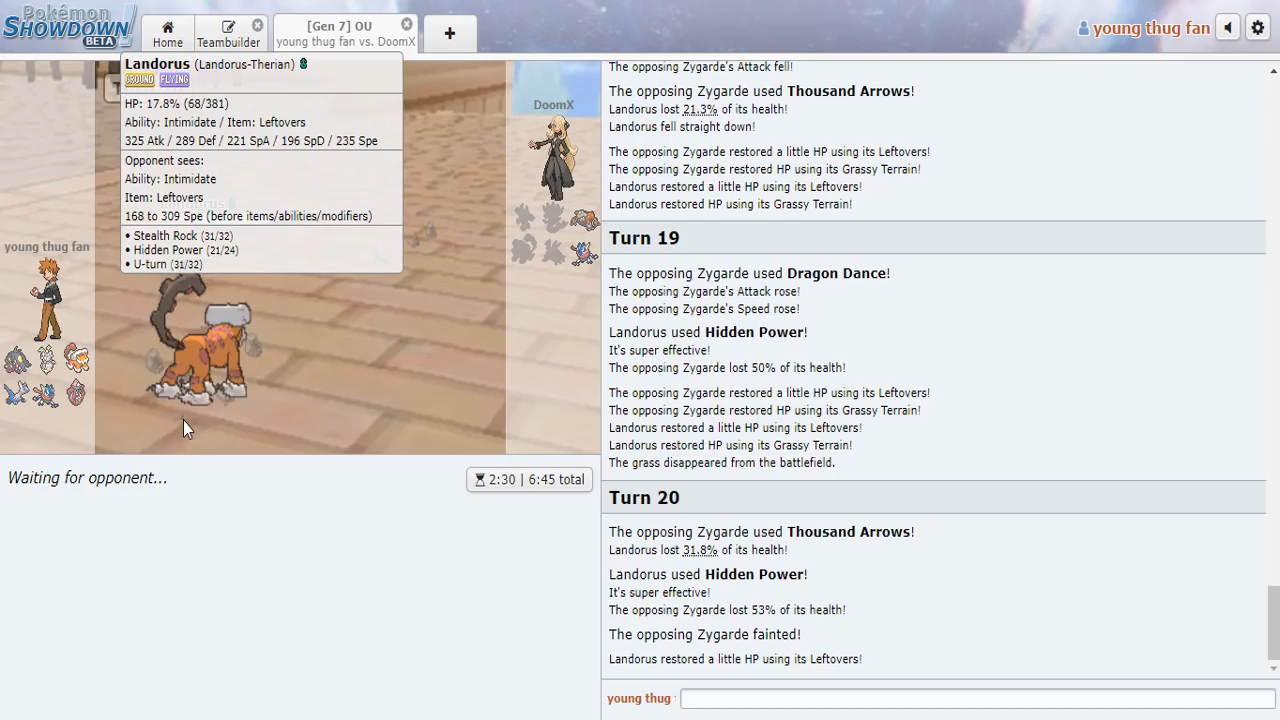 Pokémon
SHOWDOWN!
BETA
Home
Teambuilder
[Gen 7] OU
young thug fan vs. DoomX
+
young thug fan
Landorus (Landorus-Therian)
GROUND FLYING
HP: 17.8% (68/381)
Ability: Intimidate / Item: Leftovers
325 Atk / 289 Def / 221 SpA / 196 SpD / 235 Spe
Opponent sees:
Ability: Intimidate
Item: Leftovers
168 to 309 Spe (before items/abilities/modifiers)
• Stealth Rock (31/32)
• Hidden Power (21/24)
• U-turn (31/32)
young thug fan
DoomX
Waiting for opponent...
2:30 | 6:45 total
The opposing Zygarde's Attack fell!
The opposing Zygarde used Thousand Arrows!
Landorus lost 21.3% of its health!
Landorus fell straight down!
The opposing Zygarde restored a little HP using its Leftovers!
The opposing Zygarde restored HP using its Grassy Terrain!
Landorus restored a little HP using its Leftovers!
Landorus restored HP using its Grassy Terrain!
Turn 19
The opposing Zygarde used Dragon Dance!
The opposing Zygarde's Attack rose!
The opposing Zygarde's Speed rose!
Landorus used Hidden Power!
It's super effective!
The opposing Zygarde lost 50% of its health!
The opposing Zygarde restored a little HP using its Leftovers!
The opposing Zygarde restored HP using its Grassy Terrain!
Landorus restored a little HP using its Leftovers!
Landorus restored HP using its Grassy Terrain!
The grass disappeared from the battlefield.
Turn 20
The opposing Zygarde used Thousand Arrows!
Landorus lost 31.8% of its health!
Landorus used Hidden Power!
It's super effective!
The opposing Zygarde lost 53% of its health!
The opposing Zygarde fainted!
Landorus restored a little HP using its Leftovers!
young thug